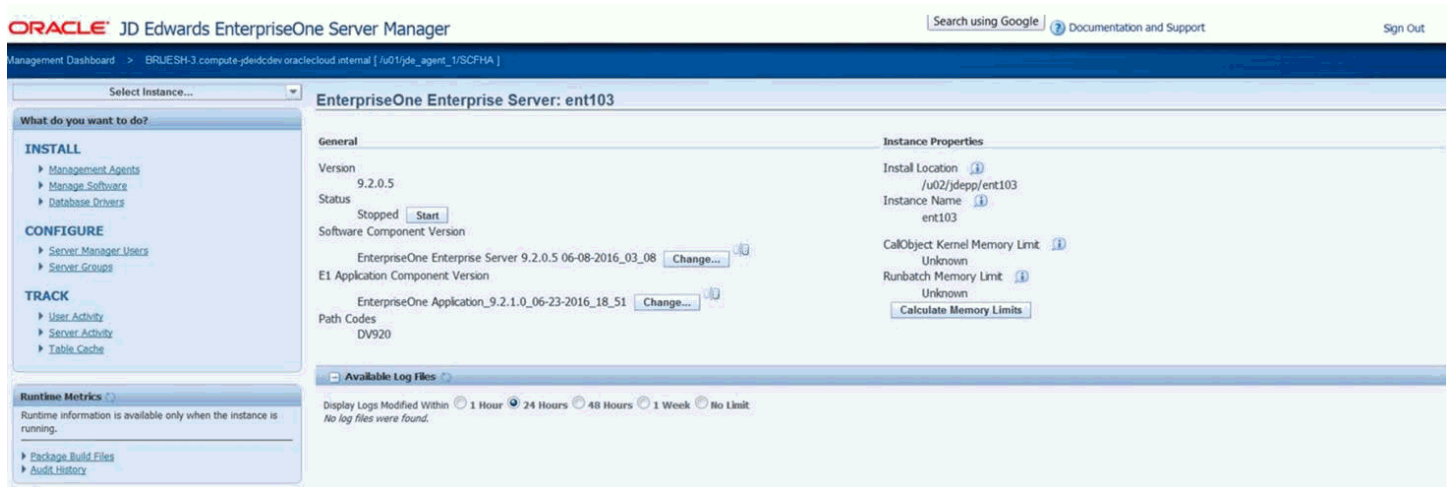 ORACLE JD Edwards EnterpriseOne Server Manager
Search using Google
Documentation and Support
Sign Out
Management Dashboard > BRIJESH-3.compute-jdeidcdev.oraclecloud.internal [ /u01/jde_agent_1/SCFHA ]
Select Instance...
What do you want to do?
INSTALL
Management Agents
Manage Software
Database Drivers
CONFIGURE
Server Manager Users
Server Groups
TRACK
User Activity
Server Activity
Table Cache
Runtime Metrics
Runtime information is available only when the instance is
running.
Package Build Files
Audit History
EnterpriseOne Enterprise Server: ent103
General
Version
9.2.0.5
Status
Stopped Start
Software Component Version
EnterpriseOne Enterprise Server 9.2.0.5 06-08-2016_03_08 Change...
E1 Application Component Version
EnterpriseOne Application_9.2.1.0_06-23-2016_18_51 Change...
Path Codes
DV920
Instance Properties
Install Location
/u02/jdepp/ent103
Instance Name
ent103
CallObject Kernel Memory Limit
Unknown
Runbatch Memory Limit
Unknown
Calculate Memory Limits
Available Log Files
Display Logs Modified Within 1 Hour 24 Hours 48 Hours 1 Week No Limit
No log files were found.